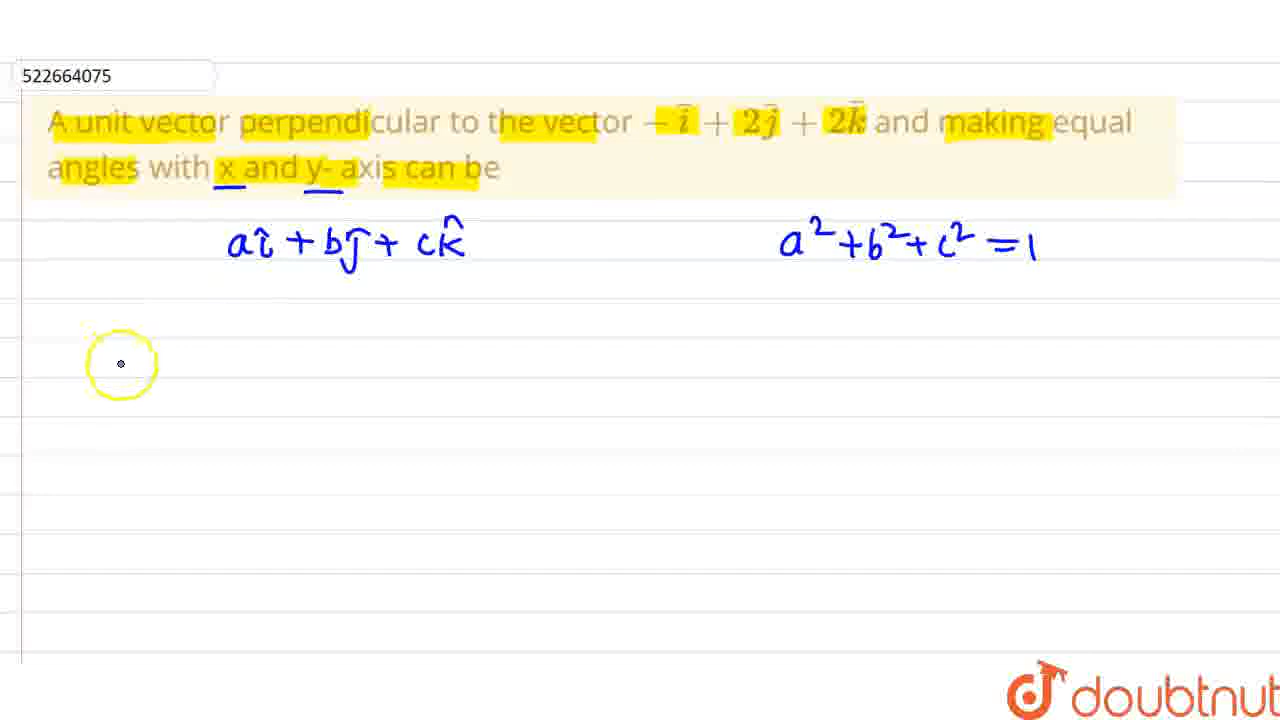 522664075
A unit vector perpendicular to the vector −i̅ + 2j̅ + 2k̅ and making equal
angles with x and y- axis can be
aî + bĵ + ck̂ a² + b² + c² = 1
doubtnut